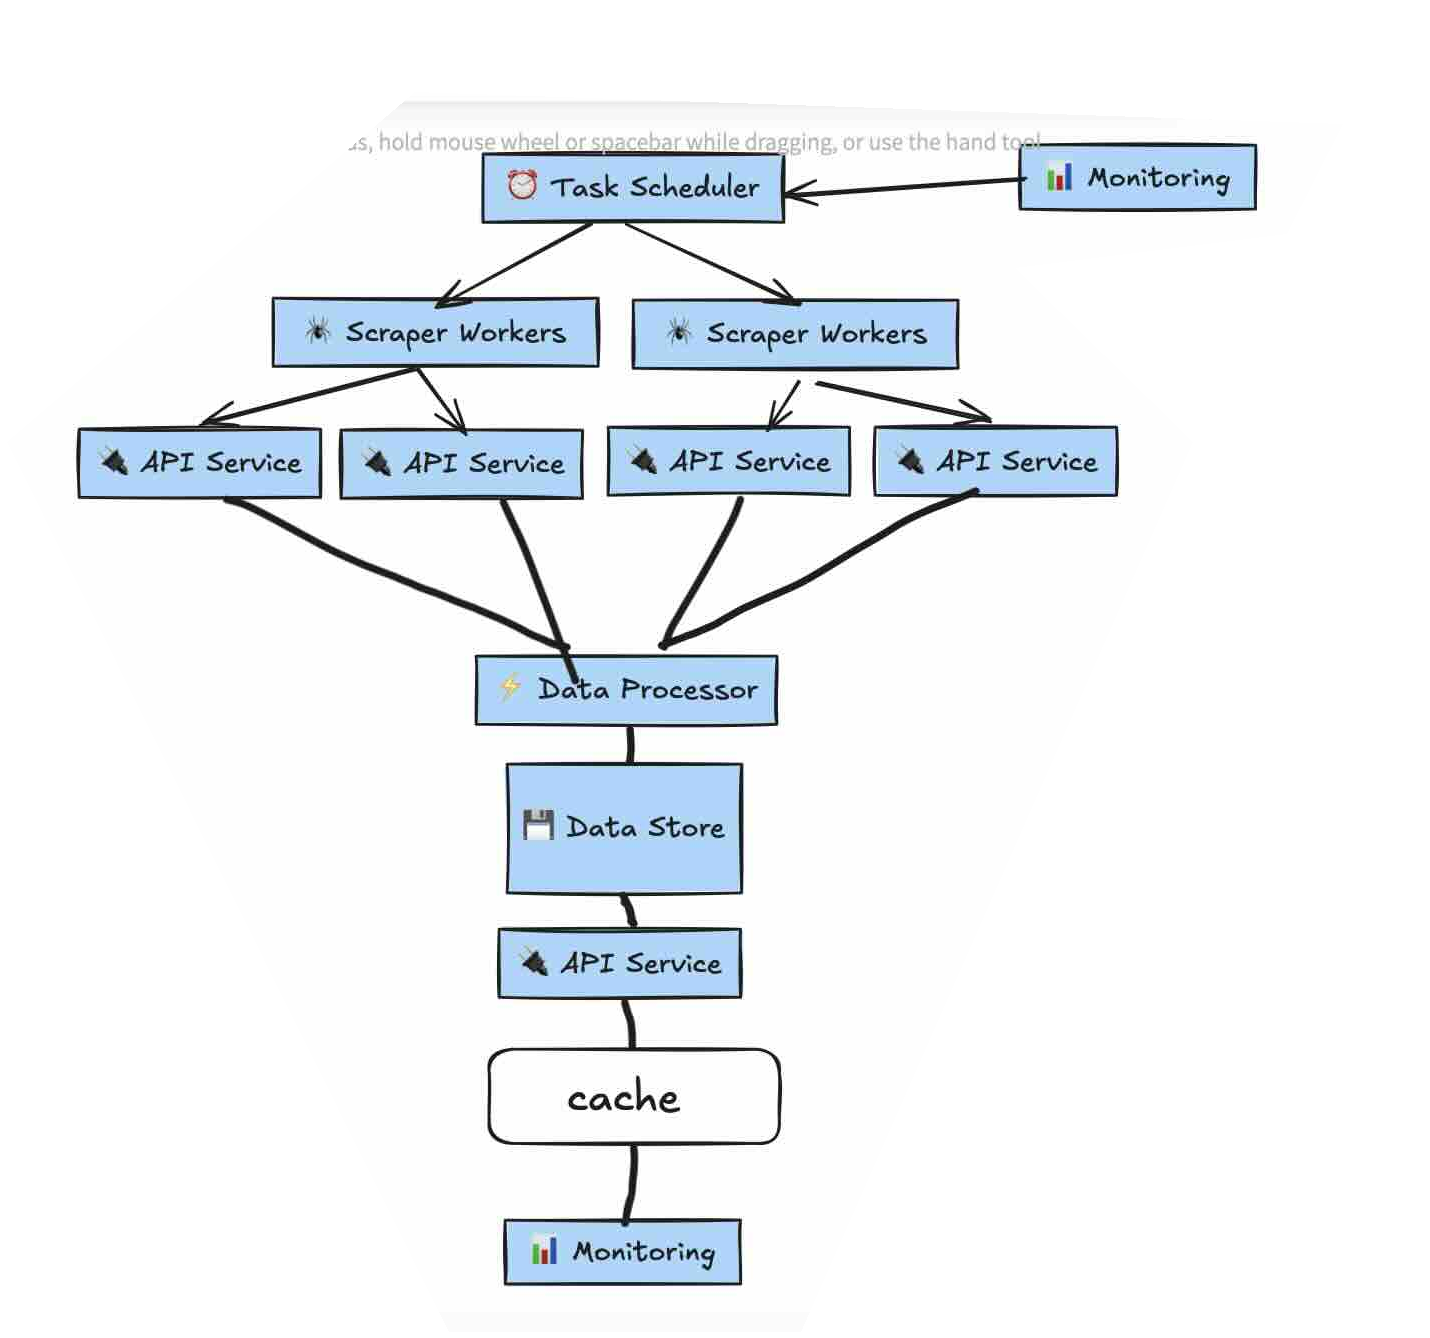 s, hold mouse wheel or spacebar while dragging, or use the hand tool
Task Scheduler
Monitoring
Scraper Workers
Scraper Workers
API Service
API Service
API Service
API Service
Data Processor
Data Store
API Service
cache
Monitoring